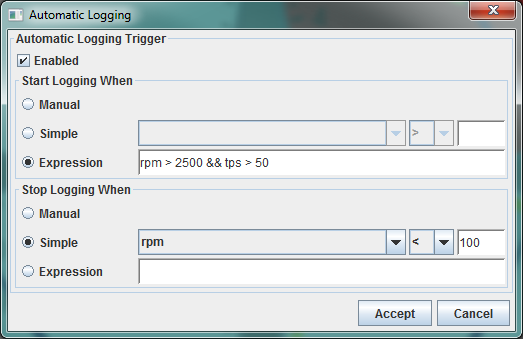 Automatic Logging
Automatic Logging Trigger
Enabled
Start Logging When
Manual
Simple >
Expression rpm > 2500 && tps > 50
Stop Logging When
Manual
Simple rpm < 100
Expression
Accept Cancel